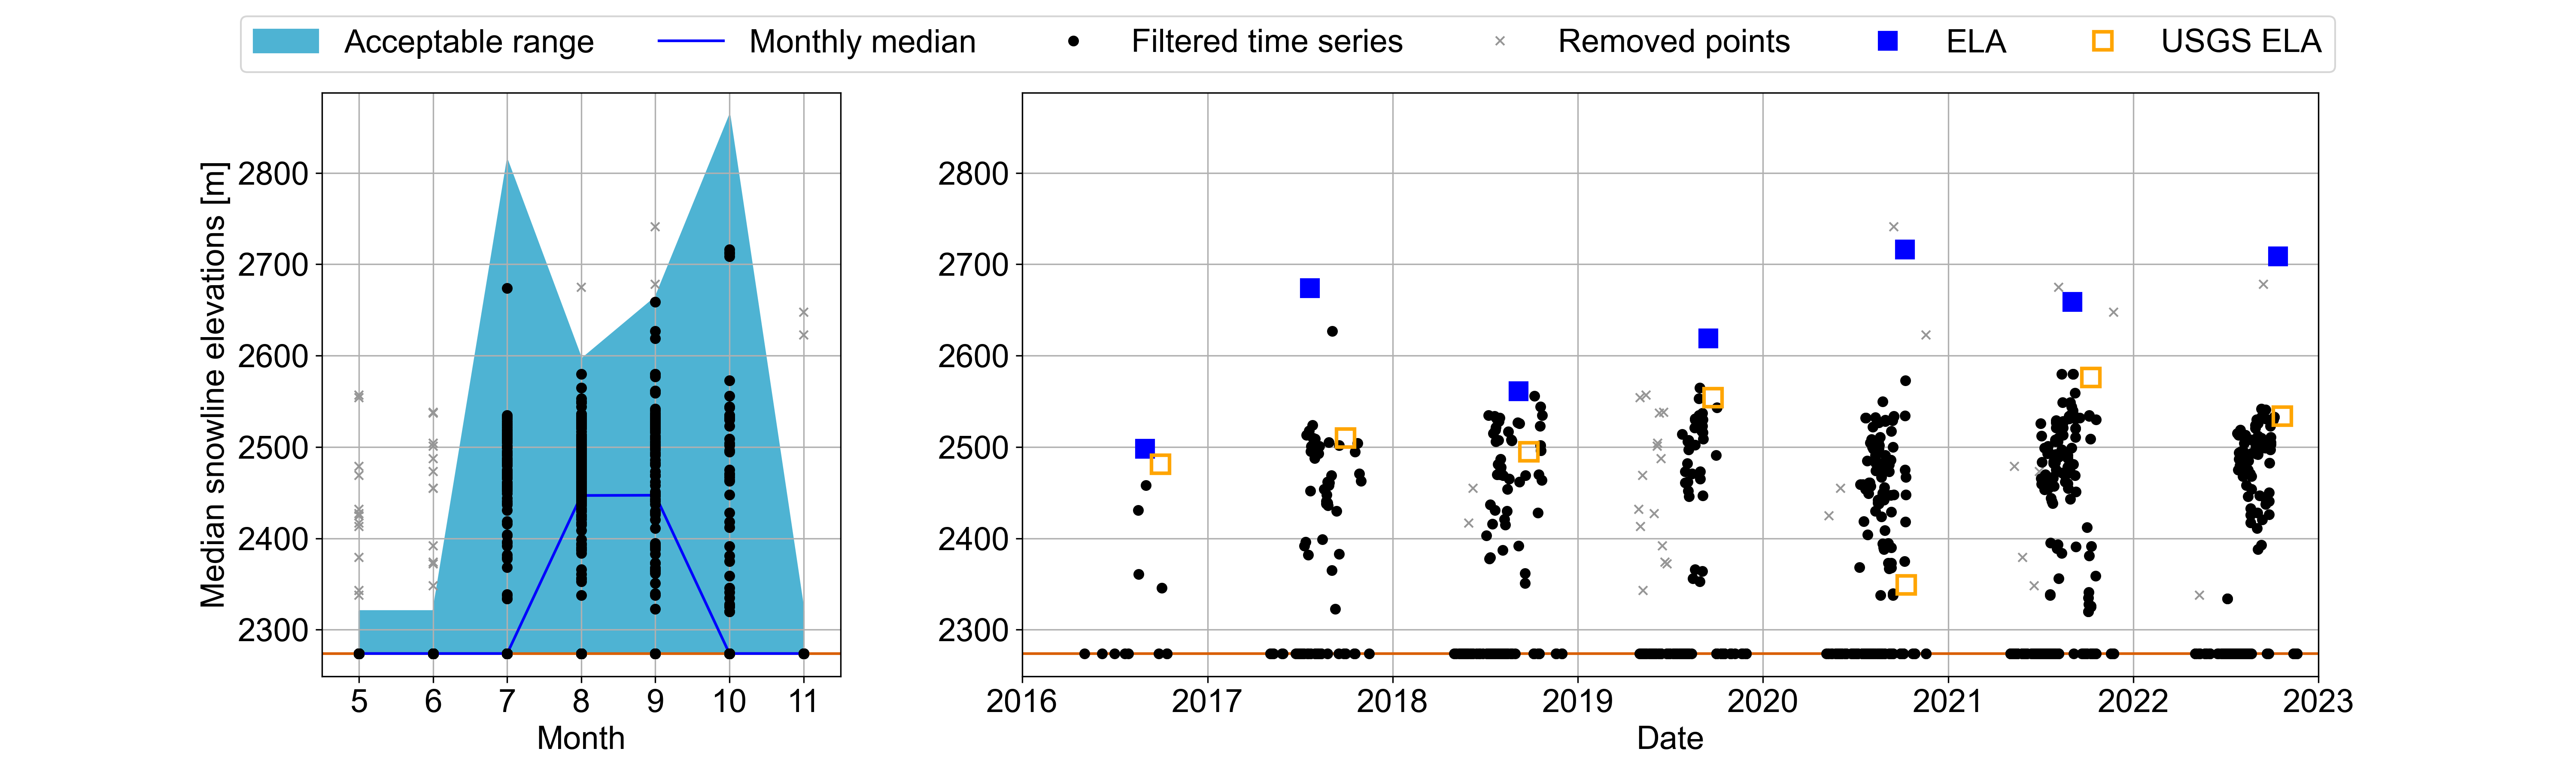 Acceptable range Monthly median Filtered time series Removed points ELA USGS ELA
Median snowline elevations [m]
2800
2700
2600
2500
2400
2300
5 6 7 8 9 10 11
Month
2800
2700
2600
2500
2400
2300
2016 2017 2018 2019 2020 2021 2022 2023
Date